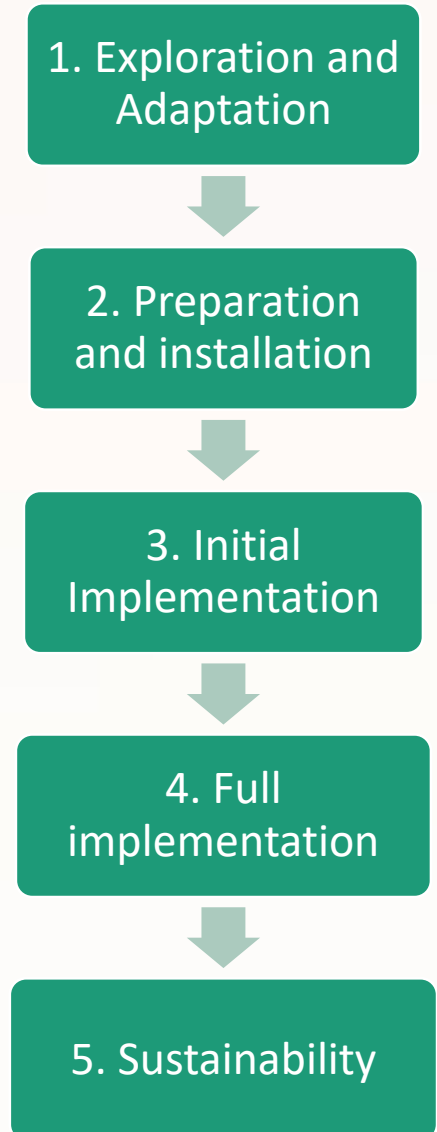 1. Exploration and
Adaptation
2. Preparation
and installation
3. Initial
Implementation
4. Full
implementation
5. Sustainability